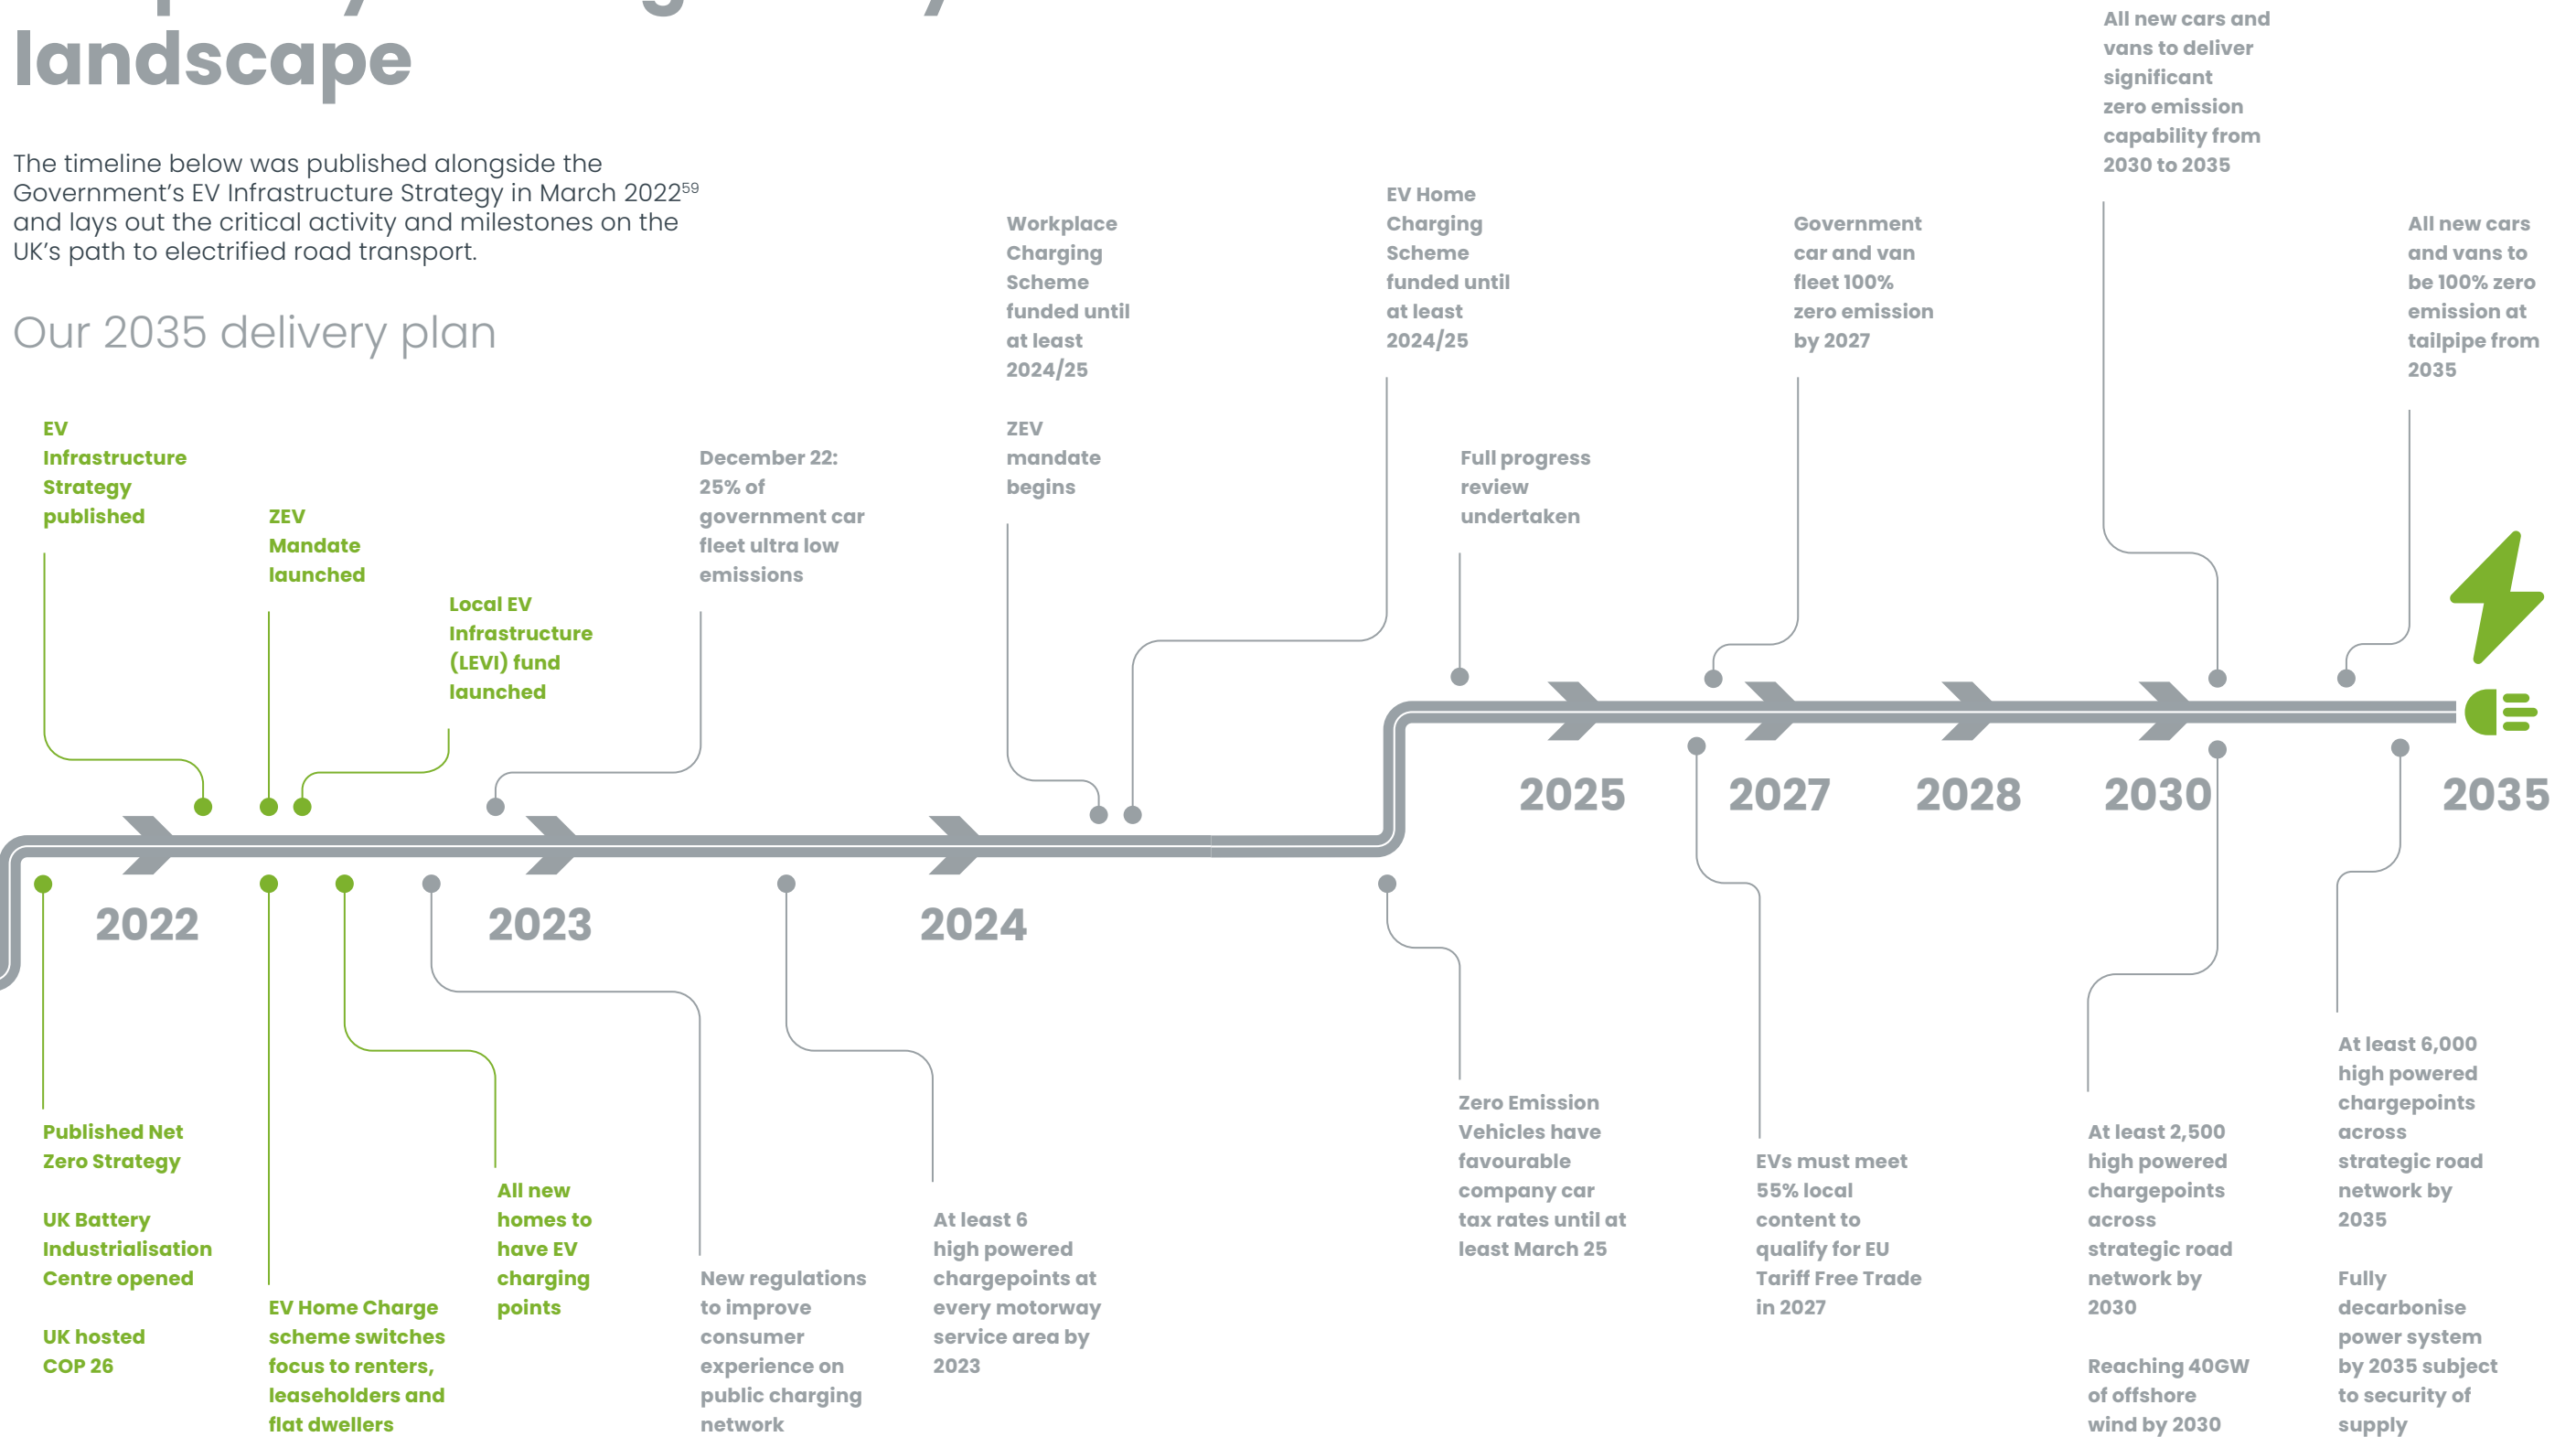 landscape
The timeline below was published alongside the
Government's EV Infrastructure Strategy in March 2022⁵⁹
and lays out the critical activity and milestones on the
UK's path to electrified road transport.
Our 2035 delivery plan
EV
Infrastructure
Strategy
published
ZEV
Mandate
launched
Local EV
Infrastructure
(LEVI) fund
launched
December 22:
25% of
government car
fleet ultra low
emissions
Workplace
Charging
Scheme
funded until
at least
2024/25
ZEV
mandate
begins
EV Home
Charging
Scheme
funded until
at least
2024/25
Full progress
review
undertaken
Government
car and van
fleet 100%
zero emission
by 2027
All new cars and
vans to deliver
significant
zero emission
capability from
2030 to 2035
All new cars
and vans to
be 100% zero
emission at
tailpipe from
2035
2022
2023
2024
2025
2027
2028
2030
2035
Published Net
Zero Strategy
UK Battery
Industrialisation
Centre opened
UK hosted
COP 26
EV Home Charge
scheme switches
focus to renters,
leaseholders and
flat dwellers
All new
homes to
have EV
charging
points
New regulations
to improve
consumer
experience on
public charging
network
At least 6
high powered
chargepoints at
every motorway
service area by
2023
Zero Emission
Vehicles have
favourable
company car
tax rates until at
least March 25
EVs must meet
55% local
content to
qualify for EU
Tariff Free Trade
in 2027
At least 2,500
high powered
chargepoints
across
strategic road
network by
2030
Reaching 40GW
of offshore
wind by 2030
At least 6,000
high powered
chargepoints
across
strategic road
network by
2035
Fully
decarbonise
power system
by 2035 subject
to security of
supply